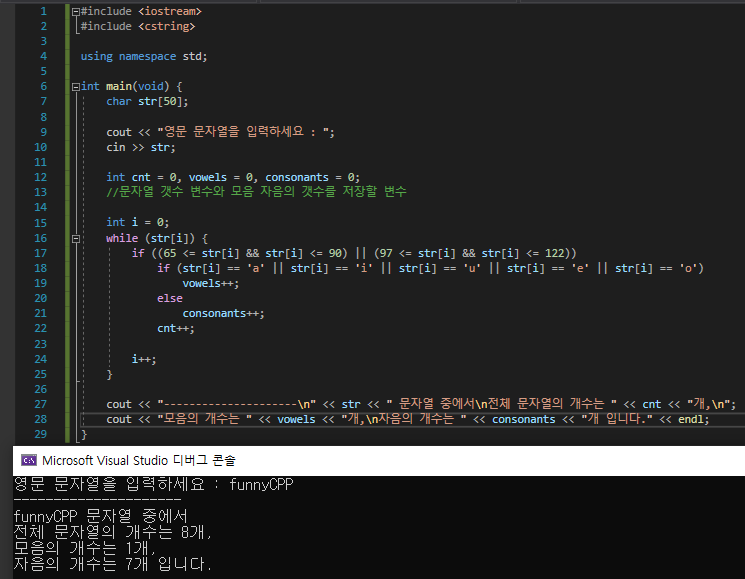 1 #include <iostream>
2 #include <cstring>
3
4 using namespace std;
5
6 int main(void) {
7 char str[50];
8
9 cout << "영문 문자열을 입력하세요 : ";
10 cin >> str;
11
12 int cnt = 0, vowels = 0, consonants = 0;
13 //문자열 갯수 변수와 모음 자음의 갯수를 저장할 변수
14
15 int i = 0;
16 while (str[i]) {
17 if ((65 <= str[i] && str[i] <= 90) || (97 <= str[i] && str[i] <= 122))
18 if (str[i] == 'a' || str[i] == 'i' || str[i] == 'u' || str[i] == 'e' || str[i] == 'o')
19 vowels++;
20 else
21 consonants++;
22 cnt++;
23
24 i++;
25 }
26
27 cout << "---------------------\n" << str << " 문자열 중에서\n전체 문자열의 개수는 " << cnt << "개,\n";
28 cout << "모음의 개수는 " << vowels << "개,\n자음의 개수는 " << consonants << "개 입니다." << endl;
29 }
Microsoft Visual Studio 디버그 콘솔
영문 문자열을 입력하세요 : funnyCPP
---------------------
funnyCPP 문자열 중에서
전체 문자열의 개수는 8개,
모음의 개수는 1개,
자음의 개수는 7개 입니다.